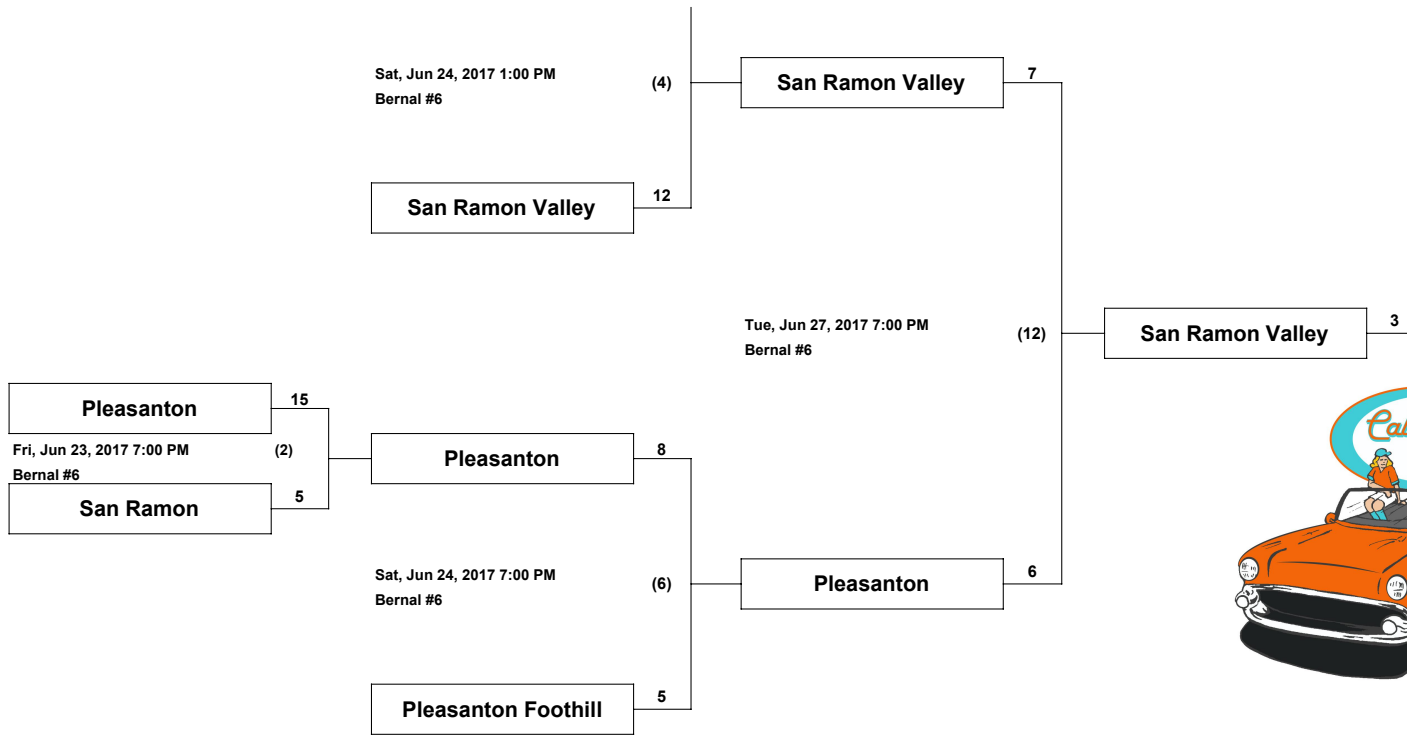 Sat, Jun 24, 2017 1:00 PM
Bernal #6
(4)
San Ramon Valley
7
San Ramon Valley
12
Tue, Jun 27, 2017 7:00 PM
Bernal #6
(12)
San Ramon Valley
3
Pleasanton
15
Fri, Jun 23, 2017 7:00 PM
(2)
Bernal #6
San Ramon
5
Pleasanton
8
Sat, Jun 24, 2017 7:00 PM
Bernal #6
(6)
Pleasanton
6
Pleasanton Foothill
5